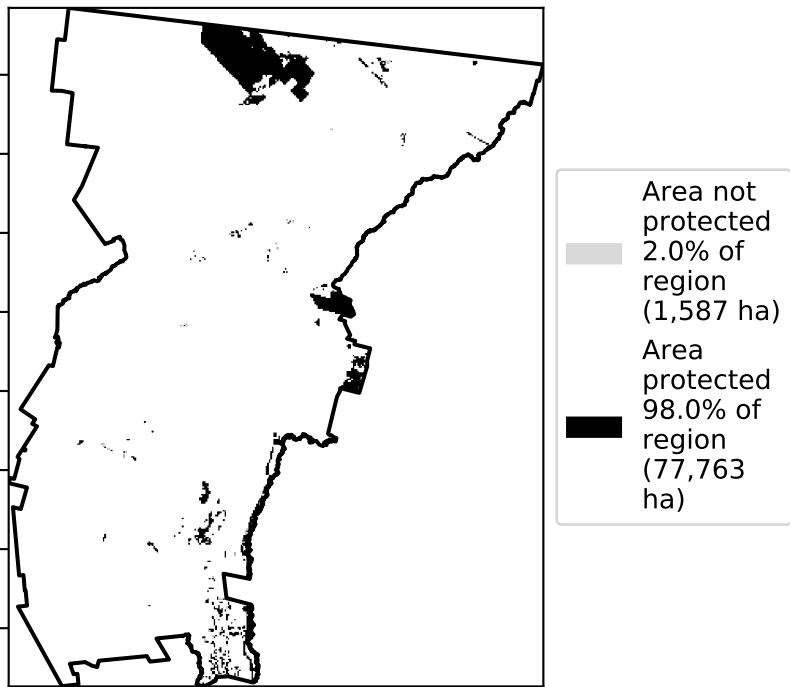 Area not
protected
2.0% of
region
(1,587 ha)
Area
protected
98.0% of
region
(77,763
ha)